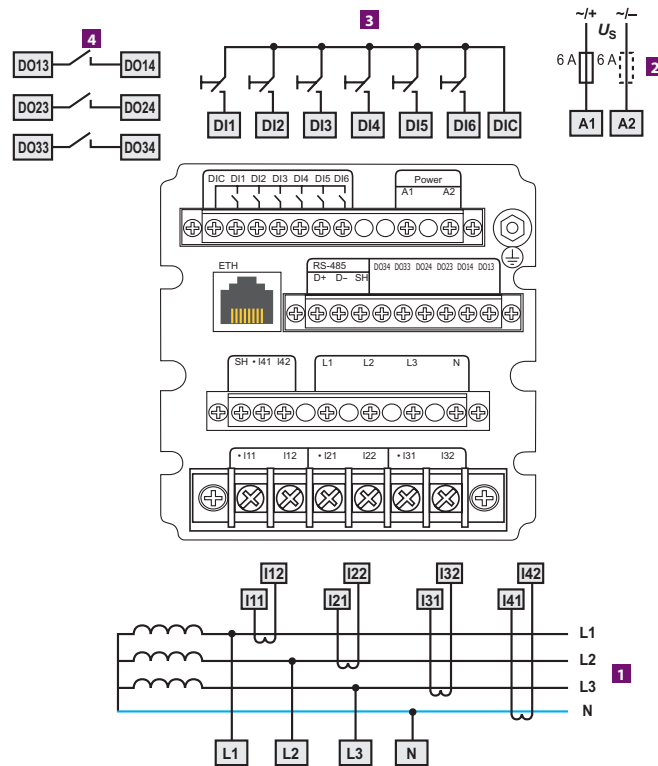 3
4
DO13 DO14
DO23 DO24
DO33 DO34
DI1 DI2 DI3 DI4 DI5 DI6 DIC
~/+ ~/–
US
6 A 6 A
2
A1 A2
DIC DI1 DI2 DI3 DI4 DI5 DI6
Power
A1 A2
ETH
RS-485 DO34 DO33 DO24 DO23 DO14 DO13
D+ D– SH
SH • I41 I42
L1 L2 L3 N
• I11 I12 • I21 I22 • I31 I32
I12 I22 I32 I42
I11 I21 I31 I41
L1
L2
1
L3
N
L1 L2 L3 N